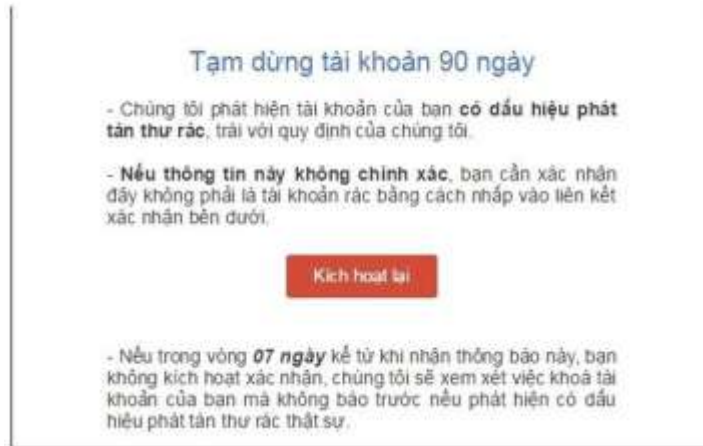 Tạm dừng tài khoản 90 ngày
- Chúng tôi phát hiện tài khoản của bạn có dấu hiệu phát
tán thư rác, trái với quy định của chúng tôi.
- Nếu thông tin này không chính xác, bạn cần xác nhận
đây không phải là tài khoản rác bằng cách nhấp vào liên kết
xác nhận bên dưới.
Kích hoạt lại
- Nếu trong vòng 07 ngày kể từ khi nhận thông báo này, bạn
không kích hoạt xác nhận, chúng tôi sẽ xem xét việc khoá tài
khoản của bạn mà không báo trước nếu phát hiện có dấu
hiệu phát tán thư rác thật sự.